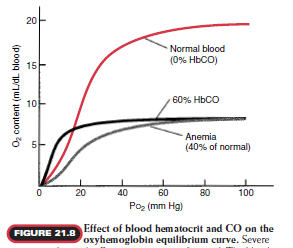 20
15
10
5
O₂ content (mL/dL blood)
Normal blood
(0% HbCO)
60% HbCO
Anemia
(40% of normal)
0 20 40 60 80 100
PO₂ (mm Hg)
FIGURE 21.8 Effect of blood hematocrit and CO on the
oxyhemoglobin equilibrium curve. Severe